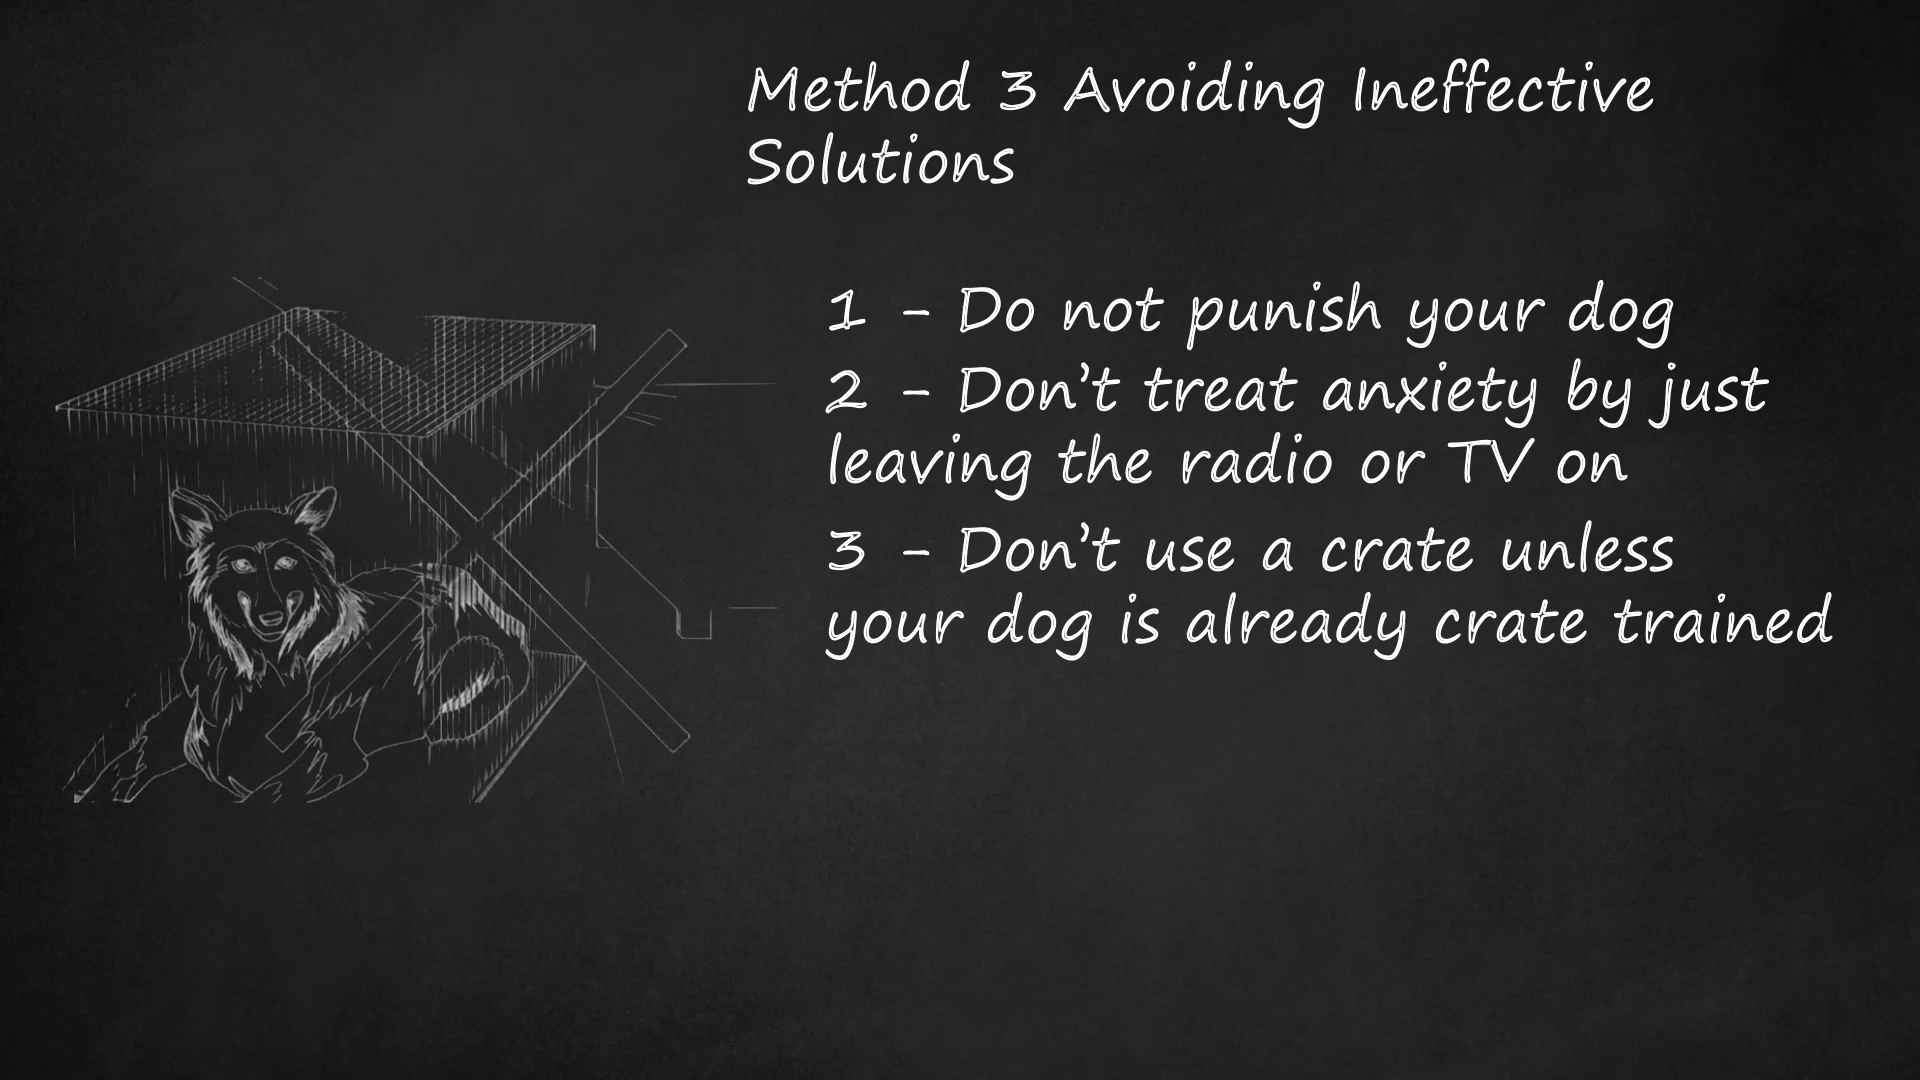 Method 3 Avoiding Ineffective
Solutions
1 - Do not punish your dog
2 - Don't treat anxiety by just
leaving the radio or TV on
3 - Don't use a crate unless
your dog is already crate trained